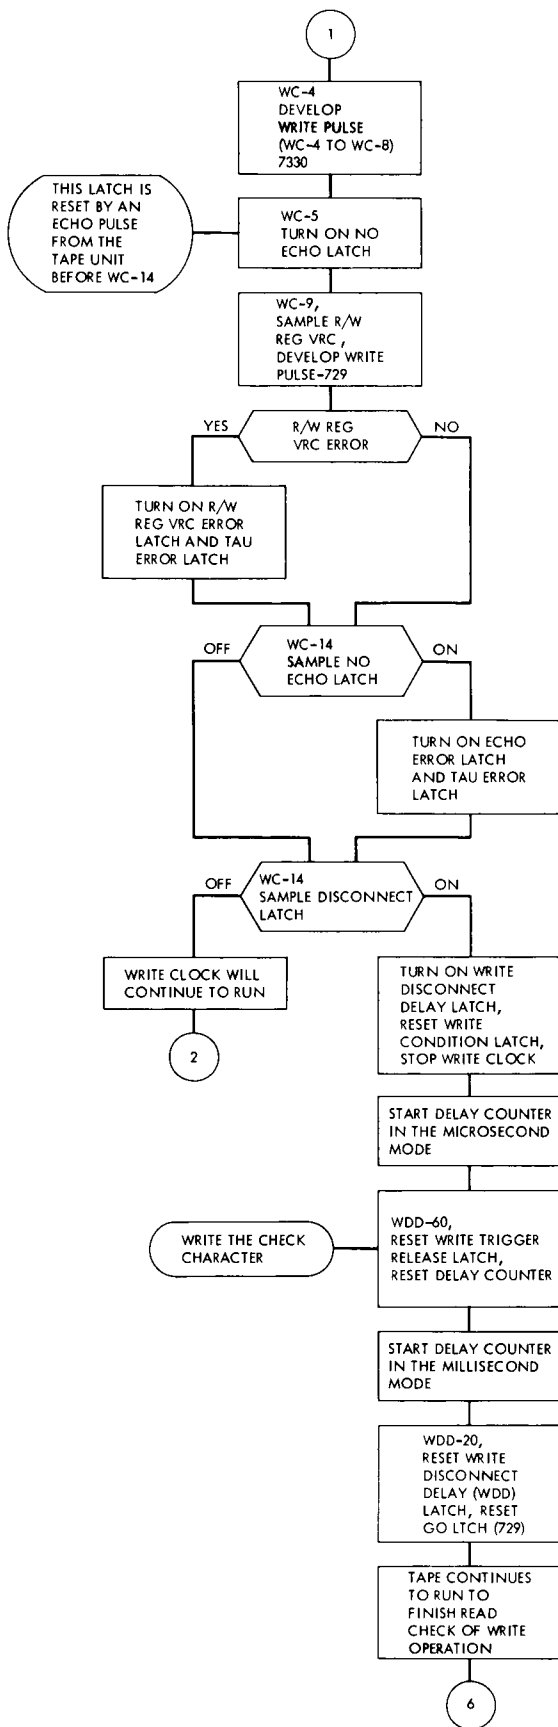 1
WC-4
DEVELOP
WRITE PULSE
(WC-4 TO WC-8)
7330
THIS LATCH IS
RESET BY AN
ECHO PULSE
FROM THE
TAPE UNIT
BEFORE WC-14
WC-5
TURN ON NO
ECHO LATCH
WC-9,
SAMPLE R/W
REG VRC,
DEVELOP WRITE
PULSE-729
YES
R/W REG
VRC ERROR
NO
TURN ON R/W
REG VRC ERROR
LATCH AND TAU
ERROR LATCH
OFF
WC-14
SAMPLE NO
ECHO LATCH
ON
TURN ON ECHO
ERROR LATCH
AND TAU ERROR
LATCH
OFF
WC-14
SAMPLE DISCONNECT
LATCH
ON
WRITE CLOCK WILL
CONTINUE TO RUN
2
TURN ON WRITE
DISCONNECT
DELAY LATCH,
RESET WRITE
CONDITION LATCH,
STOP WRITE CLOCK
START DELAY COUNTER
IN THE MICROSECOND
MODE
WRITE THE CHECK
CHARACTER
WDD-60,
RESET WRITE TRIGGER
RELEASE LATCH,
RESET DELAY COUNTER
START DELAY COUNTER
IN THE MILLISECOND
MODE
WDD-20,
RESET WRITE
DISCONNECT
DELAY (WDD)
LATCH, RESET
GO LTCH (729)
TAPE CONTINUES
TO RUN TO
FINISH READ
CHECK OF WRITE
OPERATION
6